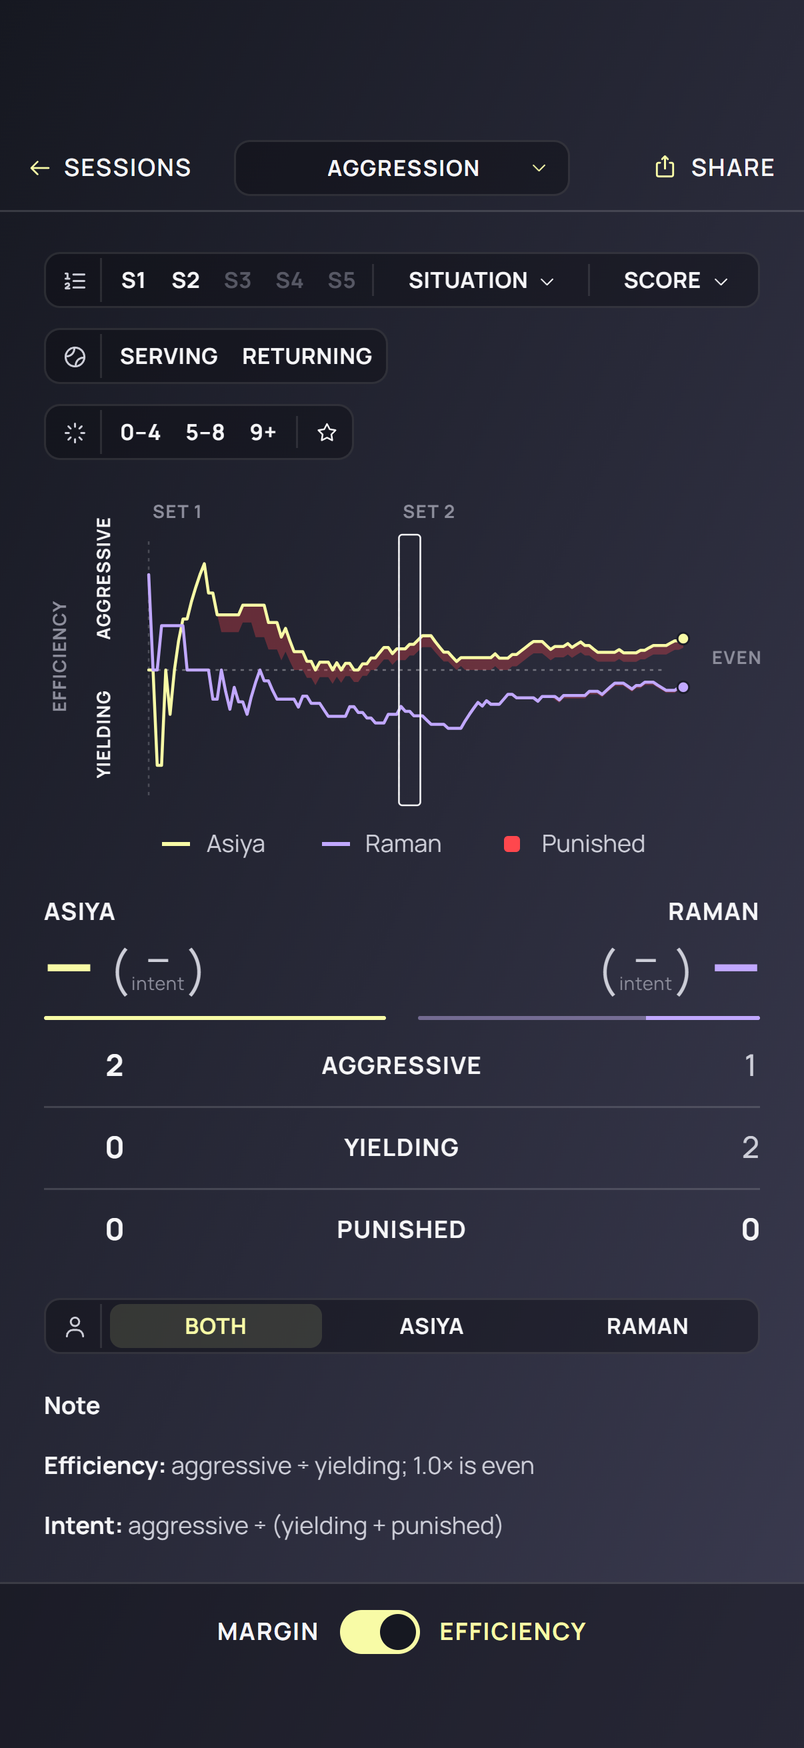 SESSIONS
AGGRESSION
SHARE
S1 S2 S3 S4 S5
SITUATION
SCORE
SERVING RETURNING
0–4 5–8 9+
SET 1 SET 2
EFFICIENCY
AGGRESSIVE
YIELDING
EVEN
Asiya Raman Punished
ASIYA RAMAN
— ( — intent ) ( — intent ) —
2 AGGRESSIVE 1
0 YIELDING 2
0 PUNISHED 0
BOTH ASIYA RAMAN
Note
Efficiency: aggressive ÷ yielding; 1.0× is even
Intent: aggressive ÷ (yielding + punished)
MARGIN EFFICIENCY